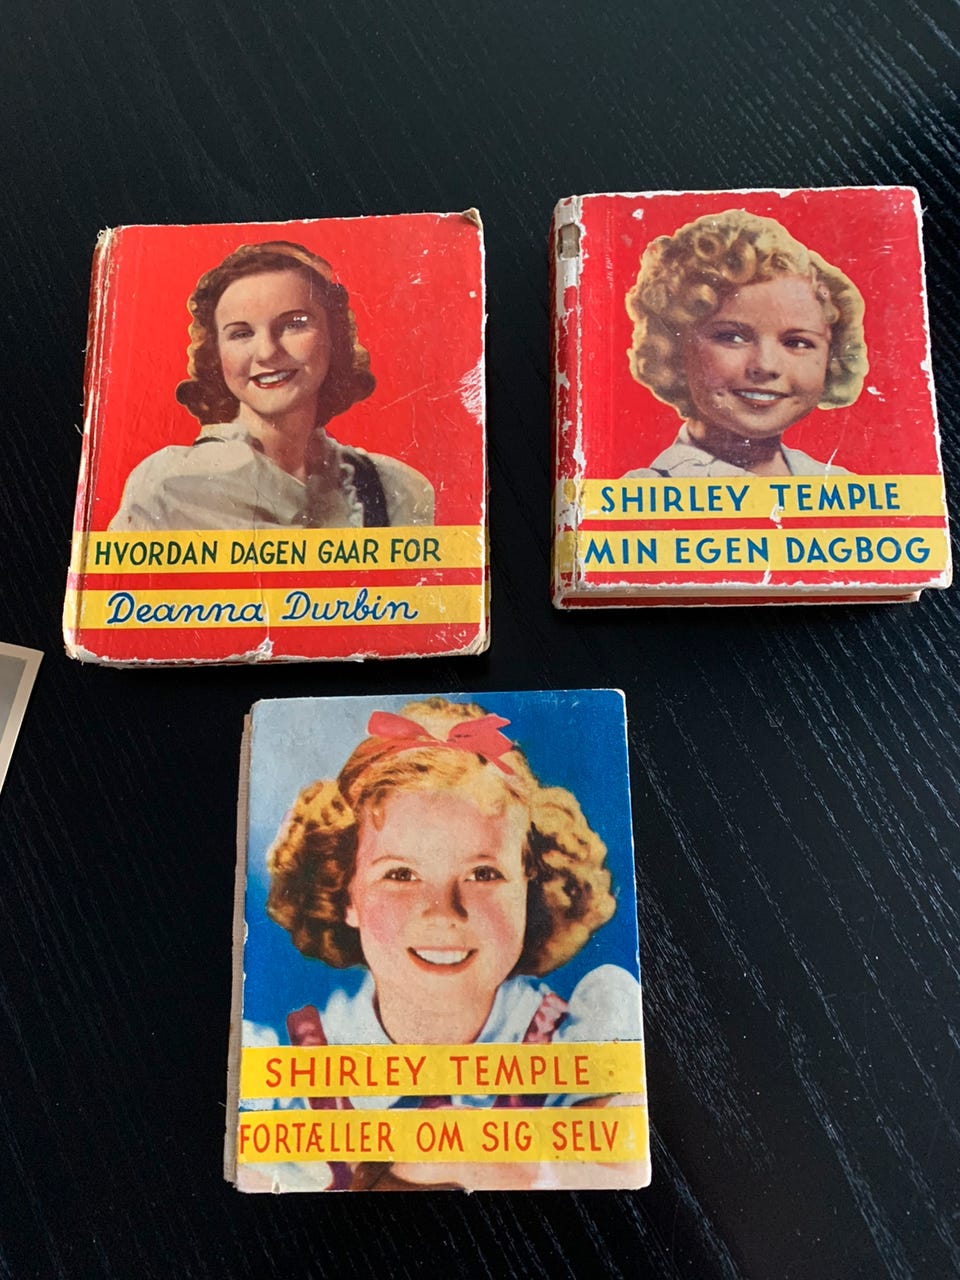 HVORDAN DAGEN GAAR FOR
Deanna Durbin
SHIRLEY TEMPLE
MIN EGEN DAGBOG
SHIRLEY TEMPLE
FORTÆLLER OM SIG SELV